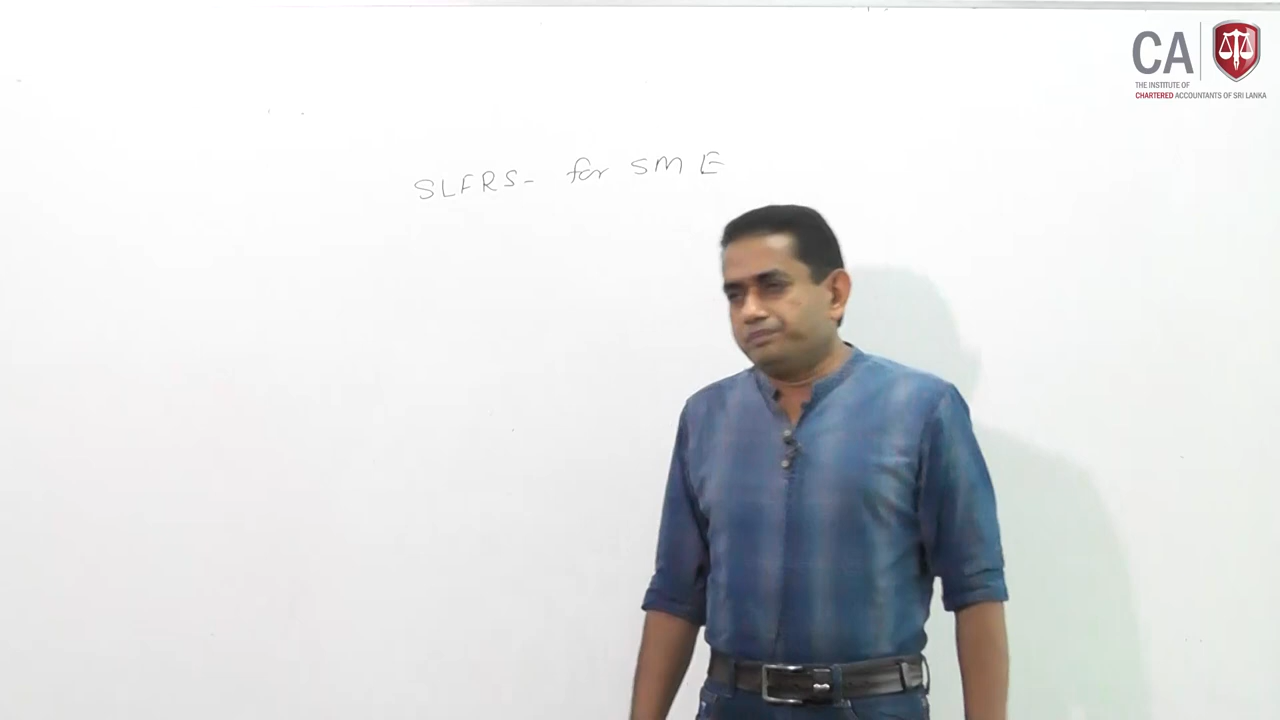 CA
THE INSTITUTE OF
CHARTERED ACCOUNTANTS OF SRI LANKA
SLFRS- for SME